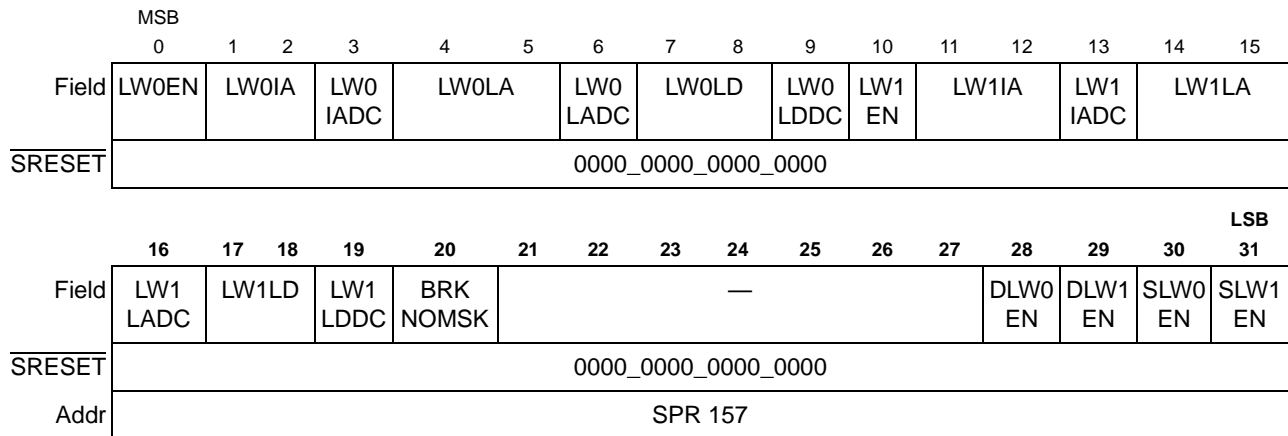 MSB
0 1 2 3 4 5 6 7 8 9 10 11 12 13 14 15
Field LW0EN LW0IA LW0 IADC LW0LA LW0 LADC LW0LD LW0 LDDC LW1 EN LW1IA LW1 IADC LW1LA
SRESET 0000_0000_0000_0000
LSB
16 17 18 19 20 21 22 23 24 25 26 27 28 29 30 31
Field LW1 LADC LW1LD LW1 LDDC BRK NOMSK — DLW0 EN DLW1 EN SLW0 EN SLW1 EN
SRESET 0000_0000_0000_0000
Addr SPR 157